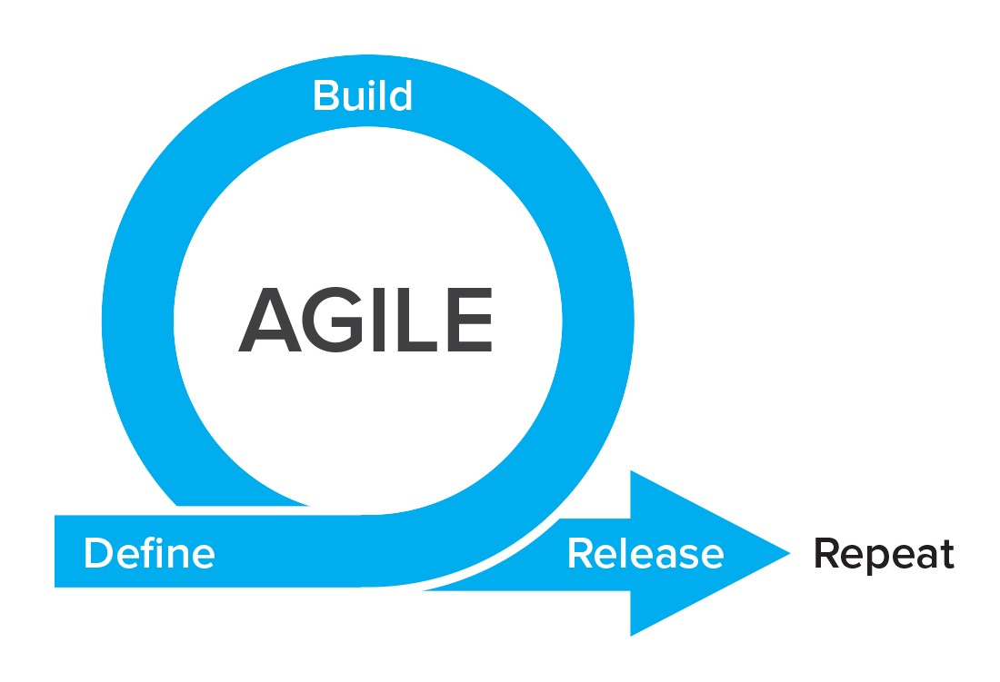 Build
AGILE
Define
Release
Repeat